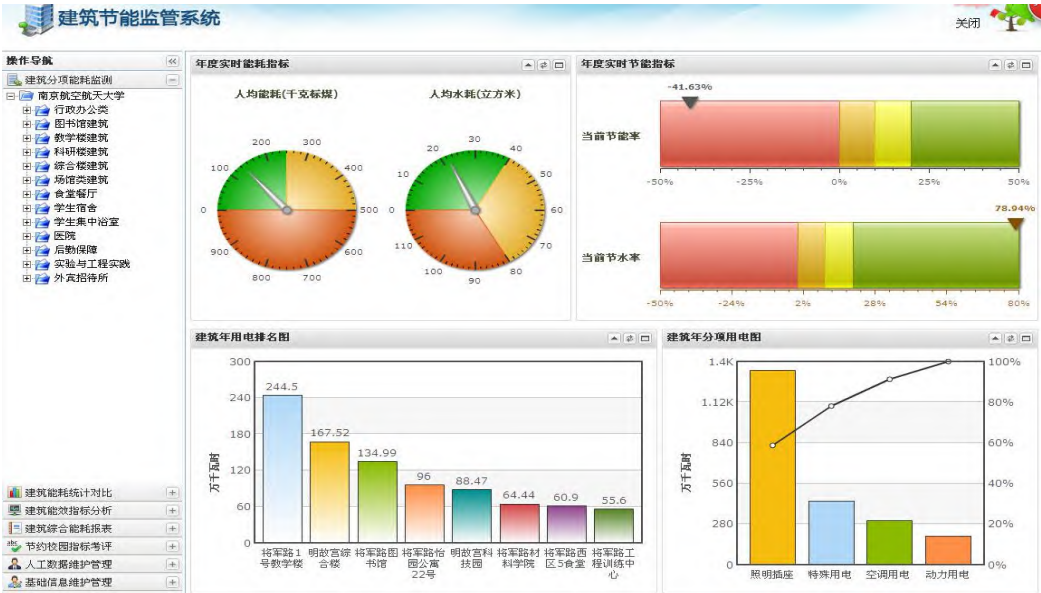 建筑节能监管系统
关闭
操作导航
建筑分项能耗监测
南京航空航天大学
行政办公类
图书馆建筑
教学楼建筑
科研楼建筑
综合楼建筑
场馆类建筑
食堂餐厅
学生宿舍
学生集中浴室
医院
后勤保障
实验与工程实践
外宾招待所
建筑能耗统计对比
建筑能效指标分析
建筑综合能耗报表
节约校园指标考评
人工数据维护管理
基础信息维护管理
年度实时能耗指标
人均能耗(千克标煤)
0
100
200
300
400
500
600
700
800
900
人均水耗(立方米)
0
10
20
30
40
50
60
70
80
90
100
110
年度实时节能指标
-41.63%
当前节能率
-50% -25% 0% 25% 50%
78.94%
当前节水率
-50% -24% 2% 28% 54% 80%
建筑年用电排名图
万千瓦时
300
240
180
120
60
0
244.5
167.52
134.99
96
88.47
64.44
60.9
55.6
将军路1号教学楼
明故宫综合楼
将军路图书馆
将军路怡园公寓22号
明故宫科技园
将军路材料科学院
将军路西区5食堂
将军路工程训练中心
建筑年分项用电图
万千瓦时
1.4K
1.12K
840
560
280
0
100%
80%
60%
40%
20%
0%
照明插座 特殊用电 空调用电 动力用电